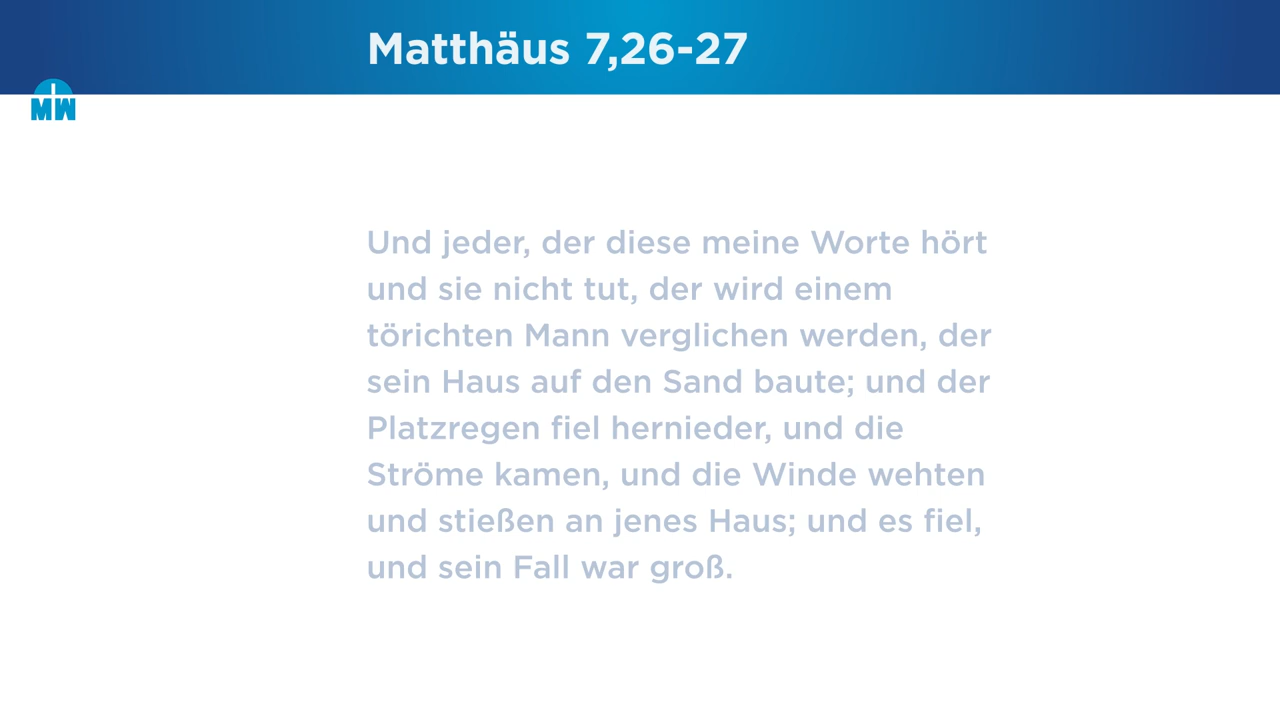 Matthäus 7,26-27
MW
Und jeder, der diese meine Worte hört
und sie nicht tut, der wird einem
törichten Mann verglichen werden, der
sein Haus auf den Sand baute; und der
Platzregen fiel hernieder, und die
Ströme kamen, und die Winde wehten
und stießen an jenes Haus; und es fiel,
und sein Fall war groß.